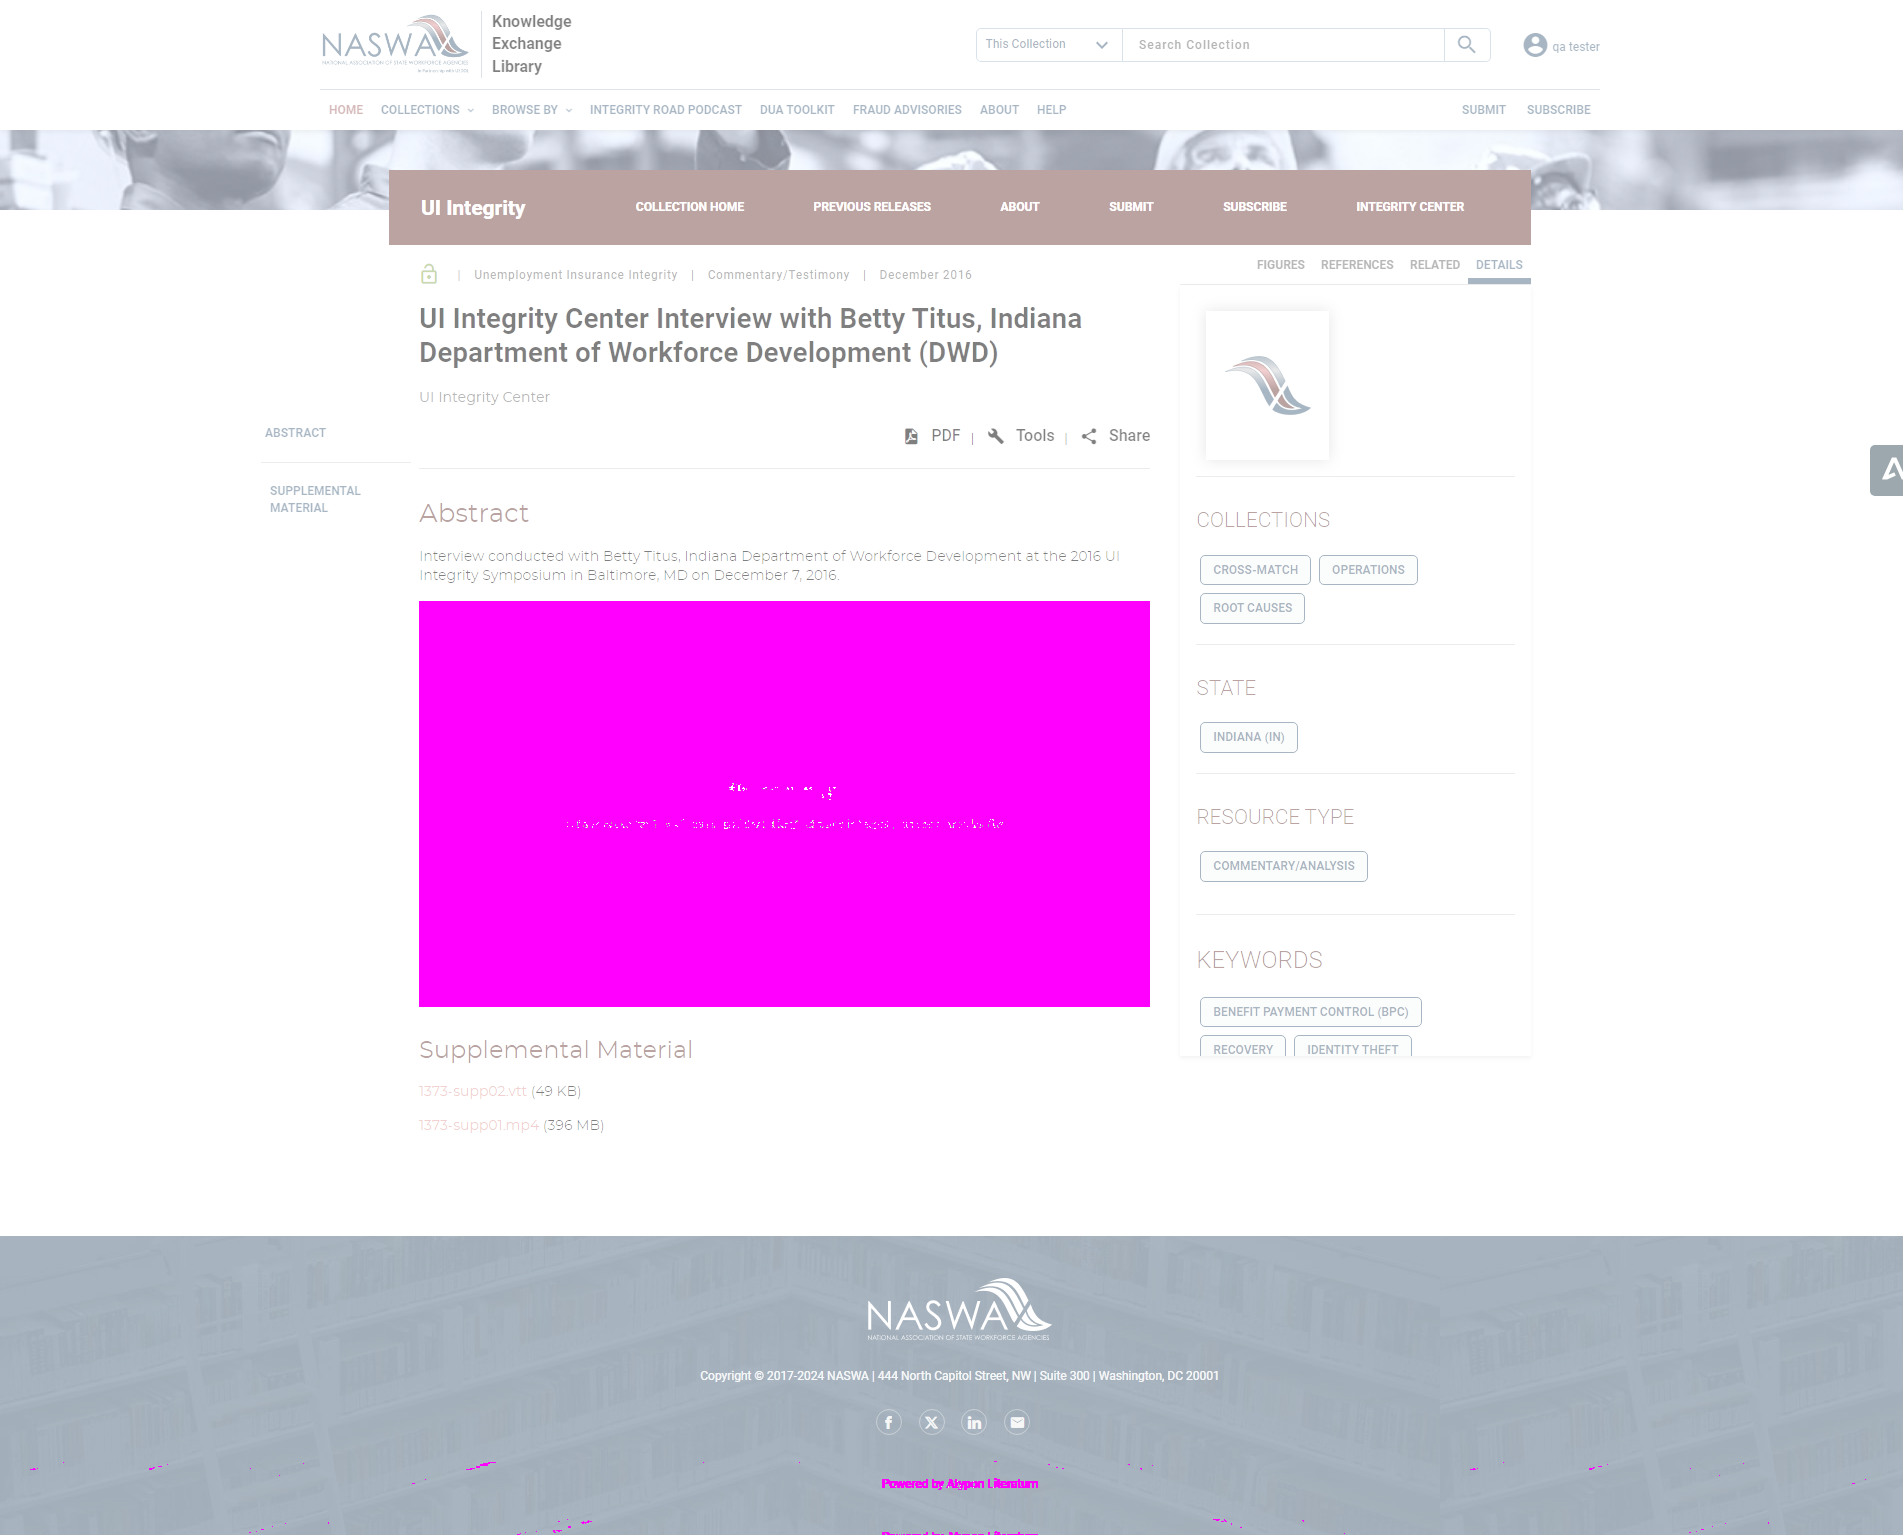 NASWA
NATIONAL ASSOCIATION OF STATE WORKFORCE AGENCIES
Knowledge
Exchange
Library
This Collection
Search Collection
qa tester
HOME
COLLECTIONS
BROWSE BY
INTEGRITY ROAD PODCAST
DUA TOOLKIT
FRAUD ADVISORIES
ABOUT
HELP
SUBMIT
SUBSCRIBE
UI Integrity
COLLECTION HOME
PREVIOUS RELEASES
ABOUT
SUBMIT
SUBSCRIBE
INTEGRITY CENTER
| Unemployment Insurance Integrity | Commentary/Testimony | December 2016
UI Integrity Center Interview with Betty Titus, Indiana
Department of Workforce Development (DWD)
UI Integrity Center
PDF | Tools | Share
ABSTRACT
SUPPLEMENTAL
MATERIAL
Abstract
Interview conducted with Betty Titus, Indiana Department of Workforce Development at the 2016 UI
Integrity Symposium in Baltimore, MD on December 7, 2016.
Supplemental Material
1373-supp02.vtt (49 KB)
1373-supp01.mp4 (396 MB)
FIGURES
REFERENCES
RELATED
DETAILS
COLLECTIONS
CROSS-MATCH
OPERATIONS
ROOT CAUSES
STATE
INDIANA (IN)
RESOURCE TYPE
COMMENTARY/ANALYSIS
KEYWORDS
BENEFIT PAYMENT CONTROL (BPC)
RECOVERY
IDENTITY THEFT
NASWA
NATIONAL ASSOCIATION OF STATE WORKFORCE AGENCIES
Copyright © 2017-2024 NASWA | 444 North Capitol Street, NW | Suite 300 | Washington, DC 20001
Powered by Atypon Literatum